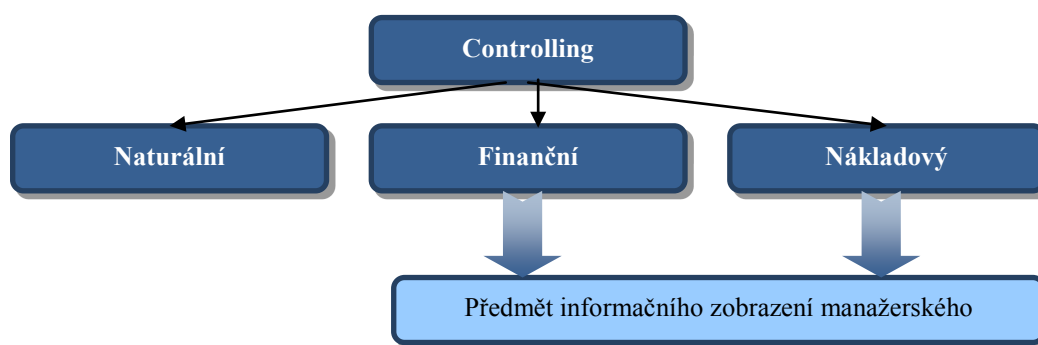 Controlling
Naturální
Finanční
Nákladový
Předmět informačního zobrazení manažerského